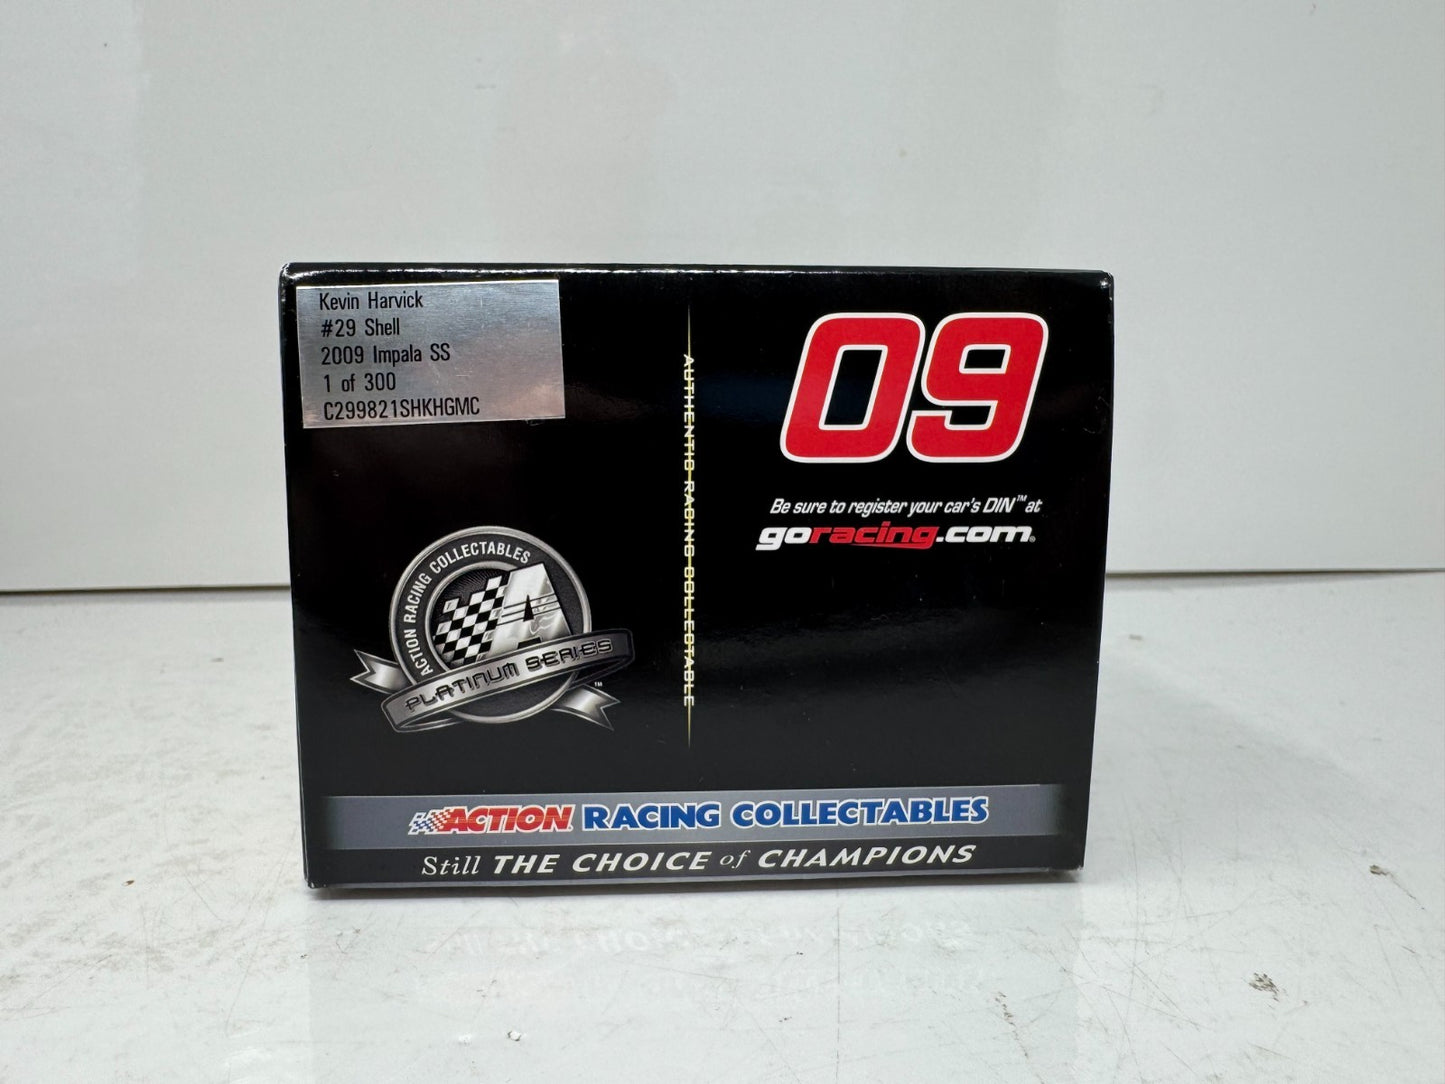 Kevin Harvick
#29 Shell
2009 Impala SS
1 of 300
C299821SHKHGMC
ACTION RACING COLLECTABLES
A
PLATINUM SERIES™
AUTHENTIC RACING COLLECTABLE
09
Be sure to register your car's DIN™ at
goracing.com®
ACTION RACING COLLECTABLES
Still THE CHOICE of CHAMPIONS